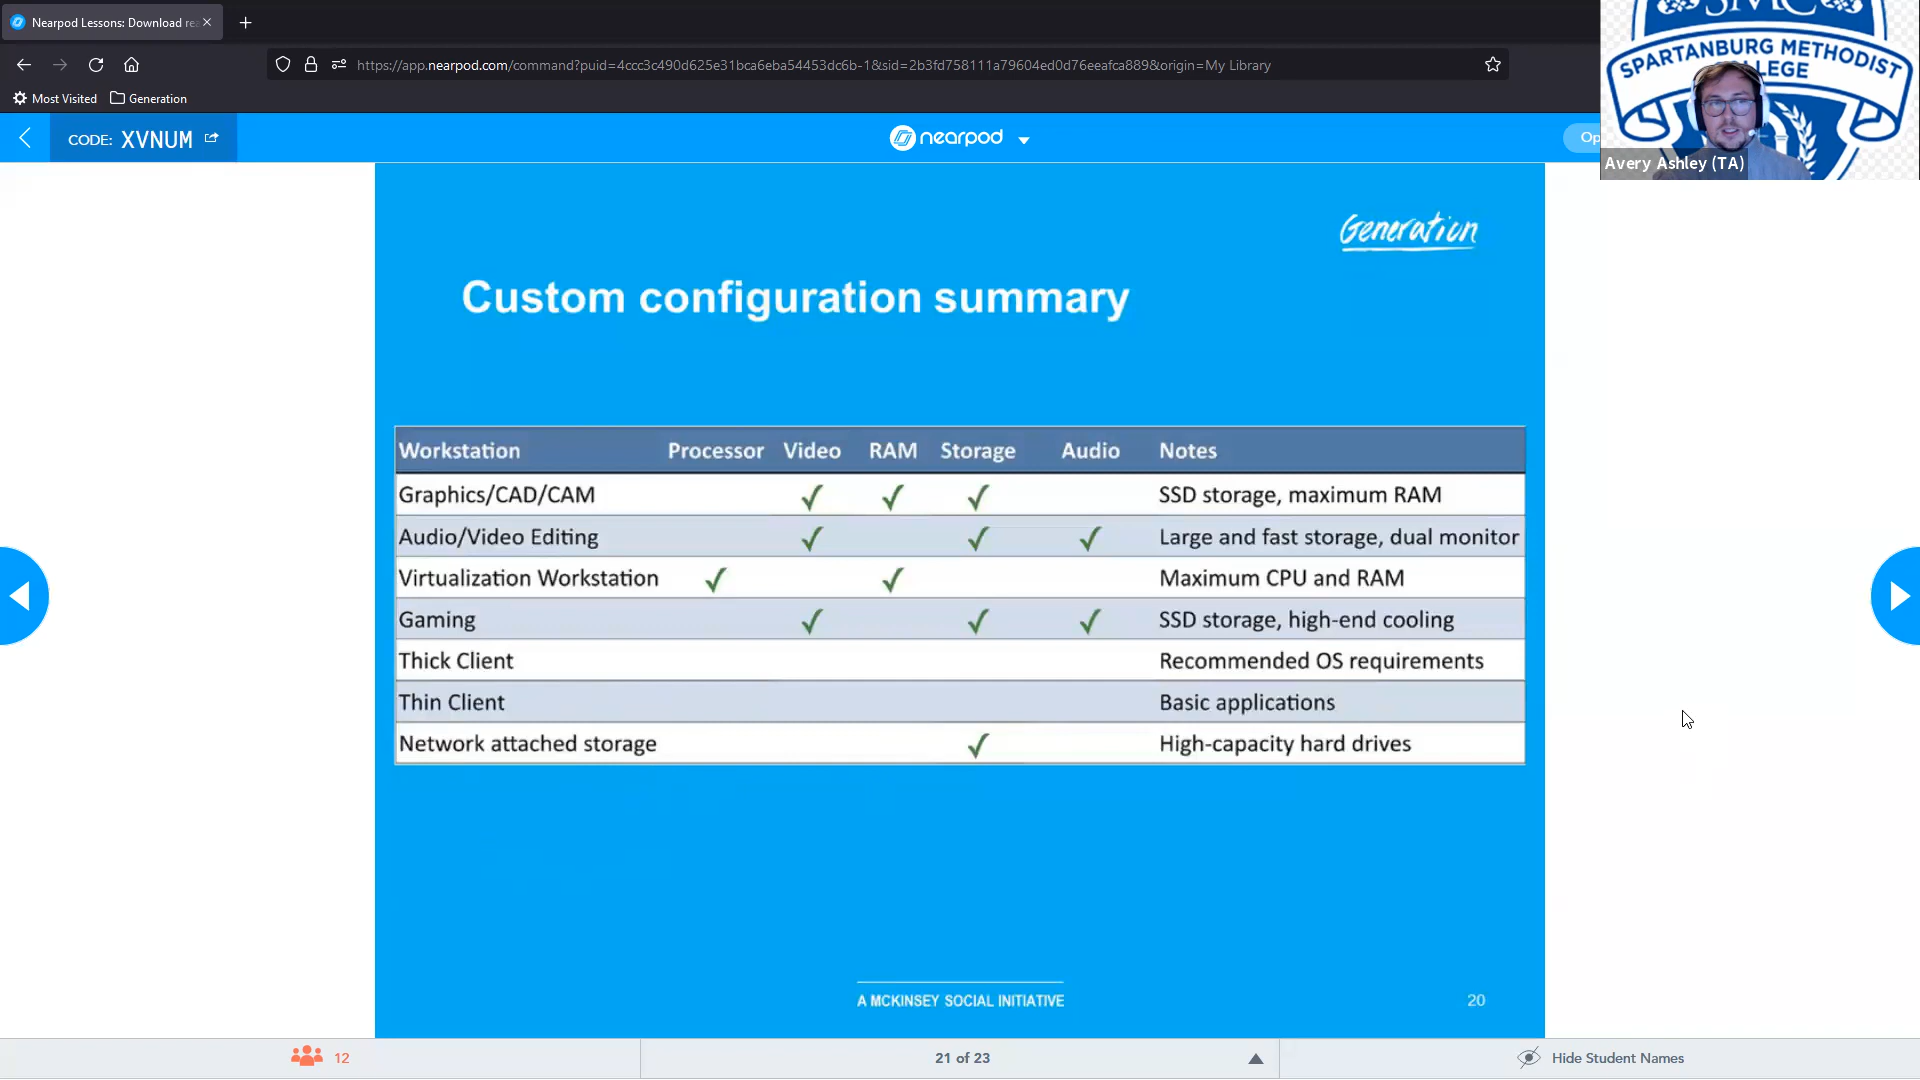 Nearpod Lessons: Download rea
https://app.nearpod.com/command?puid=4ccc3c490d625e31bca6eba54453dc6b-1&sid=2b3fd758111a79604ed0d76eeafca889&origin=My Library
Most Visited Generation
SMC
SPARTANBURG METHODIST
COLLEGE
Avery Ashley (TA)
CODE: XVNUM
nearpod
Op
Generation
Custom configuration summary
Workstation Processor Video RAM Storage Audio Notes
Graphics/CAD/CAM ✓ ✓ ✓ SSD storage, maximum RAM
Audio/Video Editing ✓ ✓ ✓ Large and fast storage, dual monitor
Virtualization Workstation ✓ ✓ Maximum CPU and RAM
Gaming ✓ ✓ ✓ SSD storage, high-end cooling
Thick Client Recommended OS requirements
Thin Client Basic applications
Network attached storage ✓ High-capacity hard drives
A MCKINSEY SOCIAL INITIATIVE
20
12
21 of 23
Hide Student Names